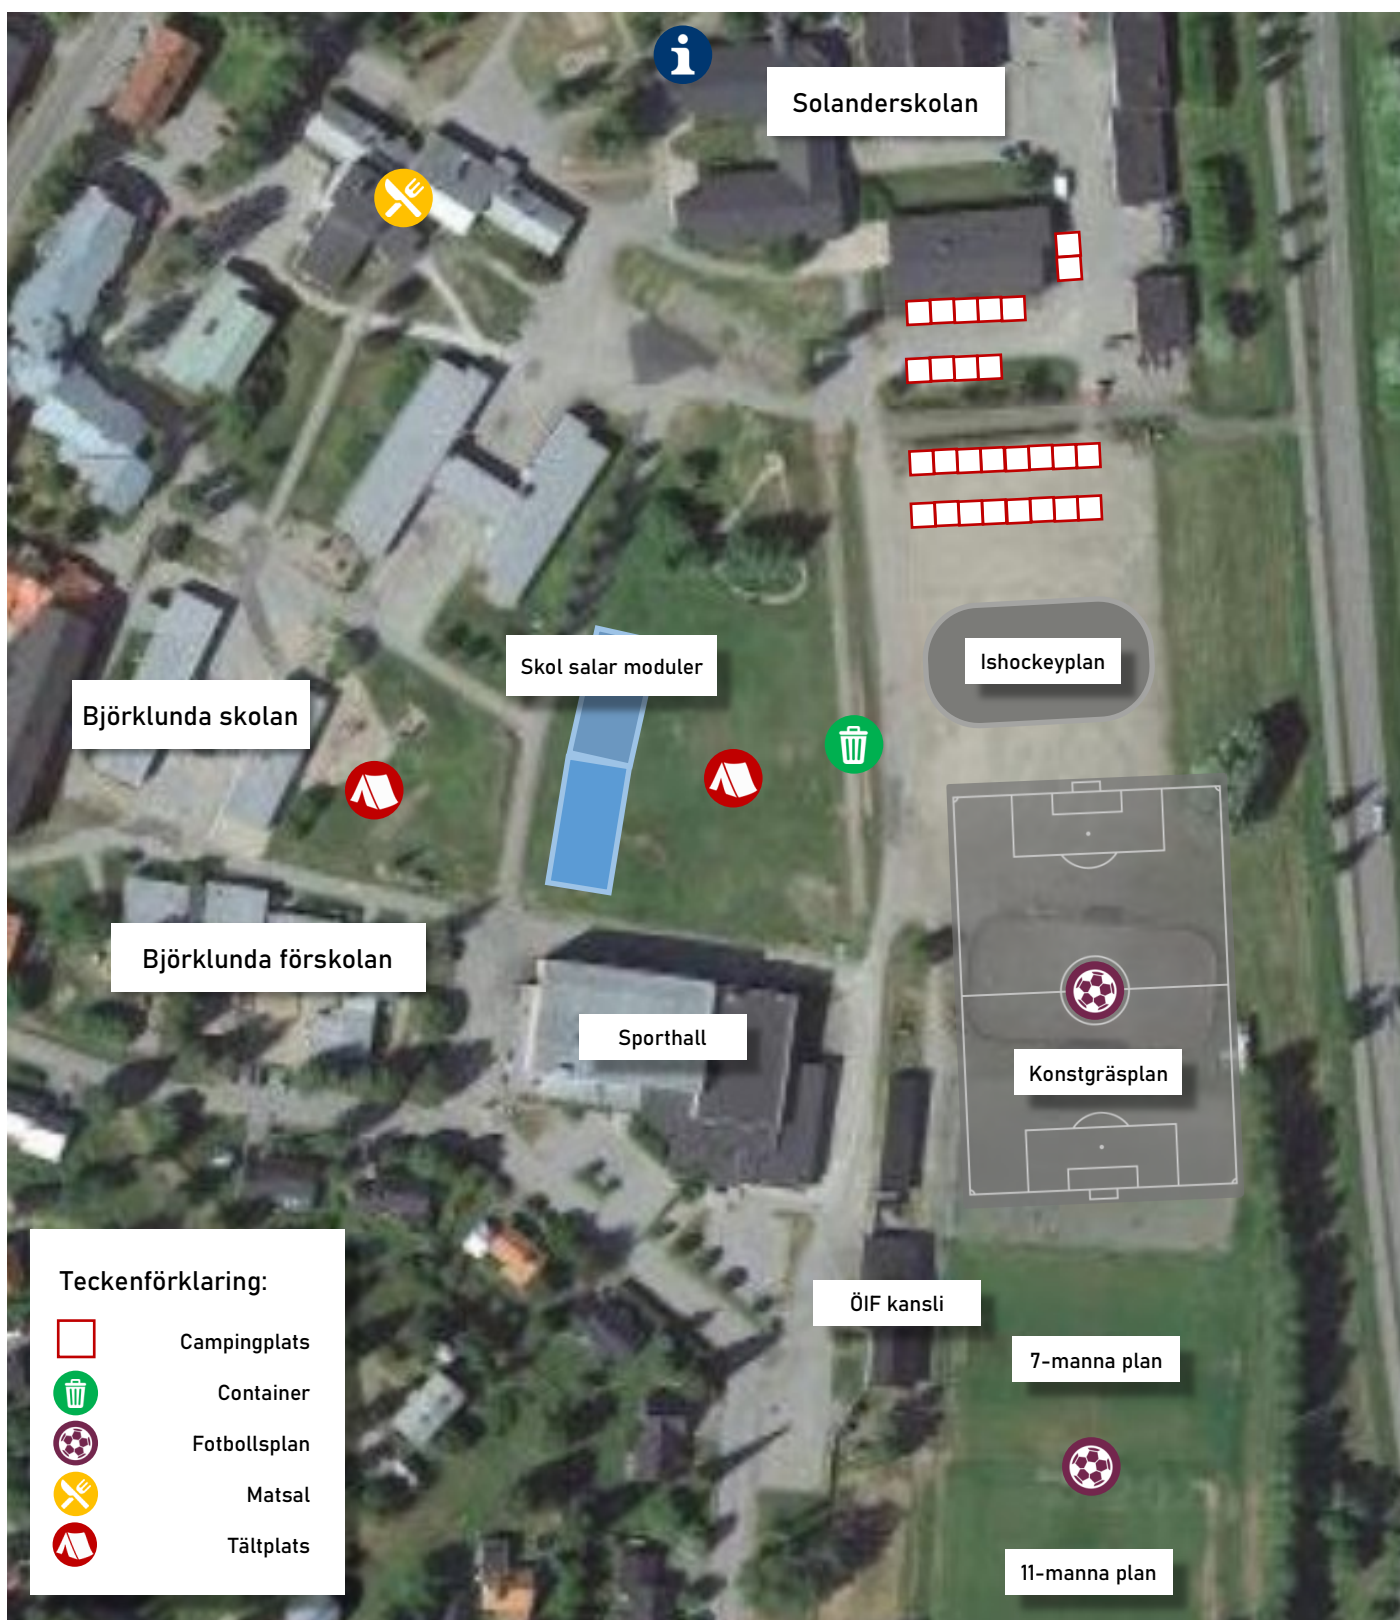 Solanderskolan
Skol salar moduler
Ishockeyplan
Björklunda skolan
Björklunda förskolan
Sporthall
Konstgräsplan
ÖIF kansli
7-manna plan
11-manna plan
Teckenförklaring:
Campingplats
Container
Fotbollsplan
Matsal
Tältplats